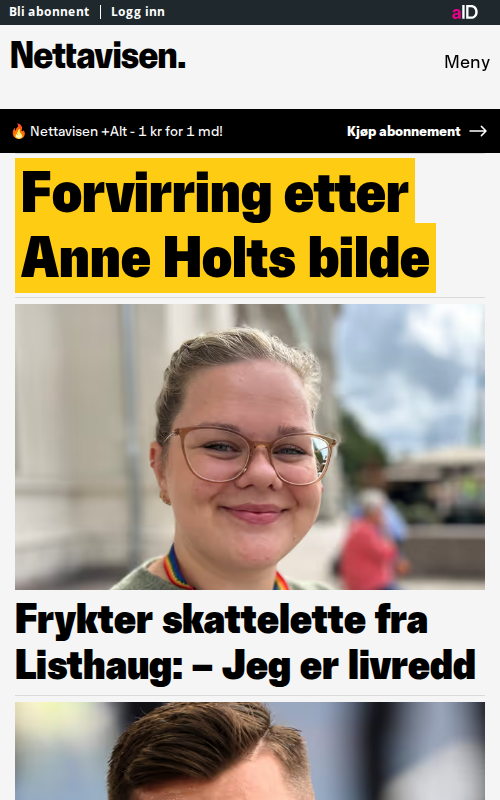 Bli abonnent | Logg inn
aID
Nettavisen.
Meny
🔥 Nettavisen +Alt - 1 kr for 1 md!
Kjøp abonnement →
Forvirring etter
Anne Holts bilde
Frykter skattelette fra
Listhaug: – Jeg er livredd